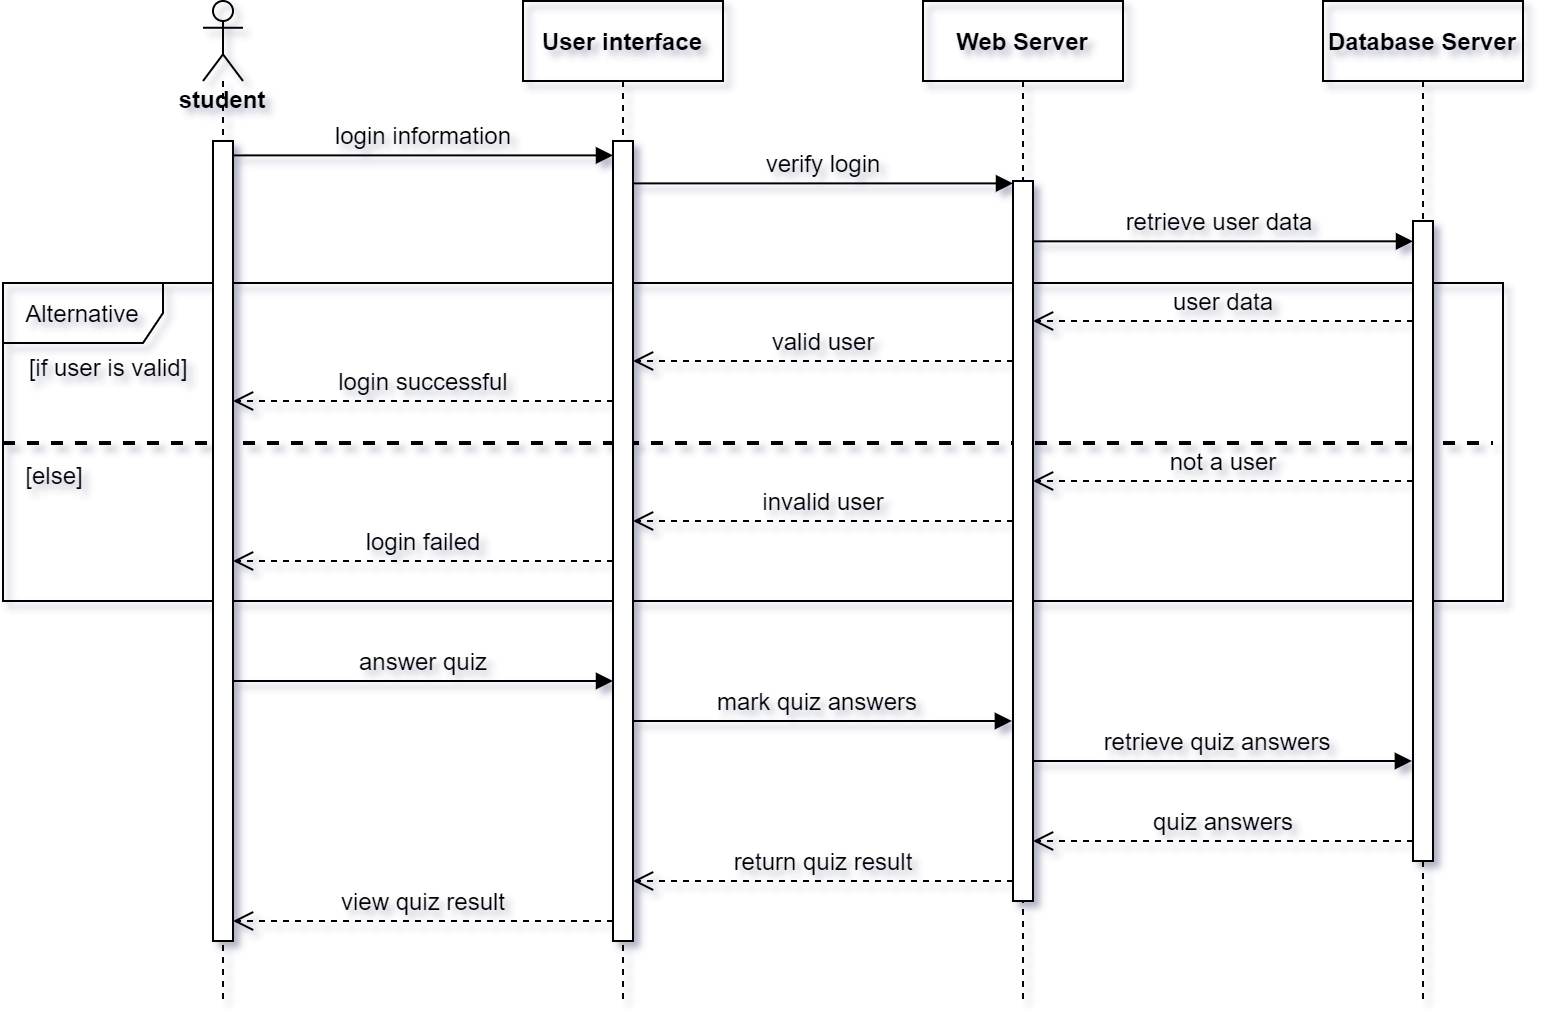 User interface
Web Server
Database Server
student
login information
verify login
retrieve user data
Alternative
user data
valid user
[if user is valid]
login successful
not a user
[else]
invalid user
login failed
answer quiz
mark quiz answers
retrieve quiz answers
quiz answers
return quiz result
view quiz result